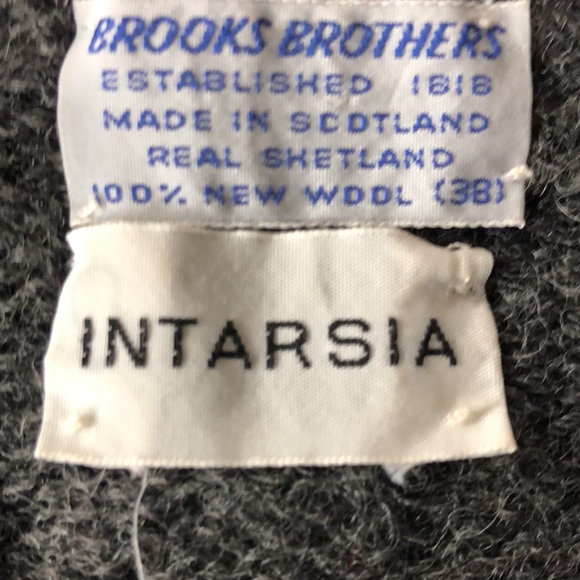 BROOKS BROTHERS
ESTABLISHED 1818
MADE IN SCOTLAND
REAL SHETLAND
100% NEW WOOL (38)
INTARSIA